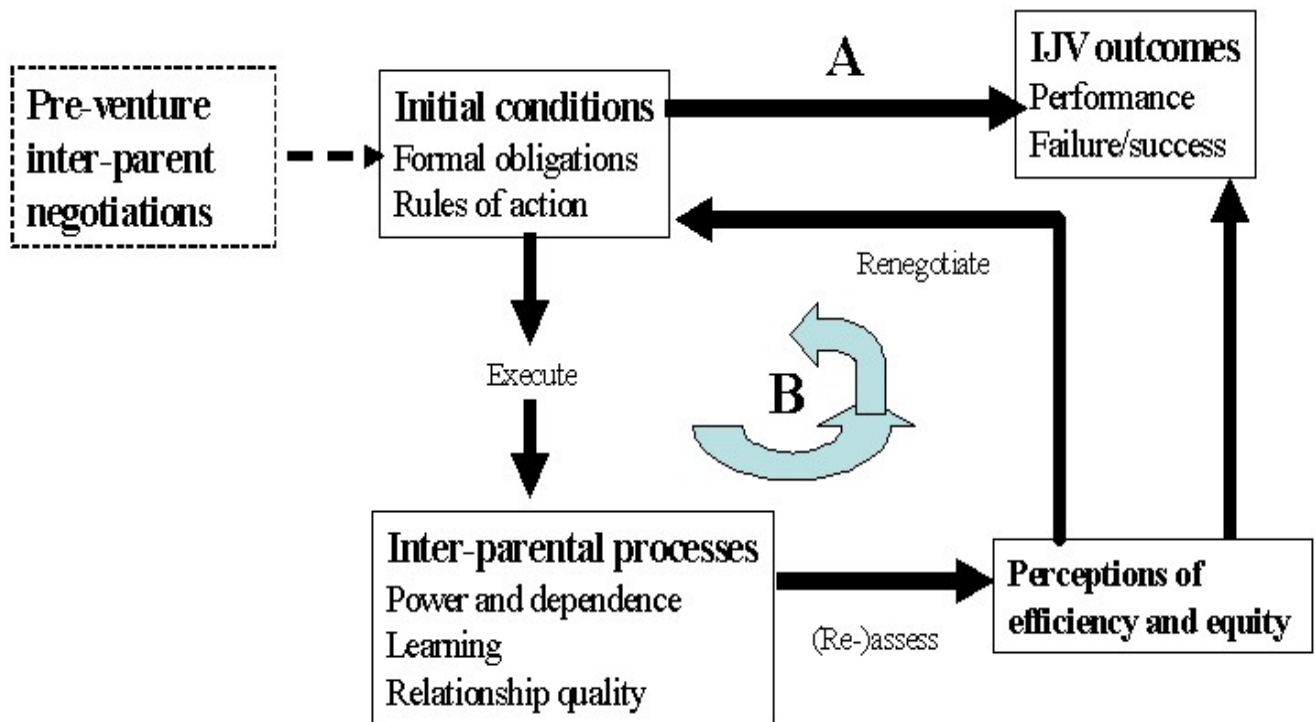 Pre-venture
inter-parent
negotiations
Initial conditions
Formal obligations
Rules of action
A
IJV outcomes
Performance
Failure/success
Renegotiate
Execute
B
Inter-parental processes
Power and dependence
Learning
Relationship quality
(Re-)assess
Perceptions of
efficiency and equity